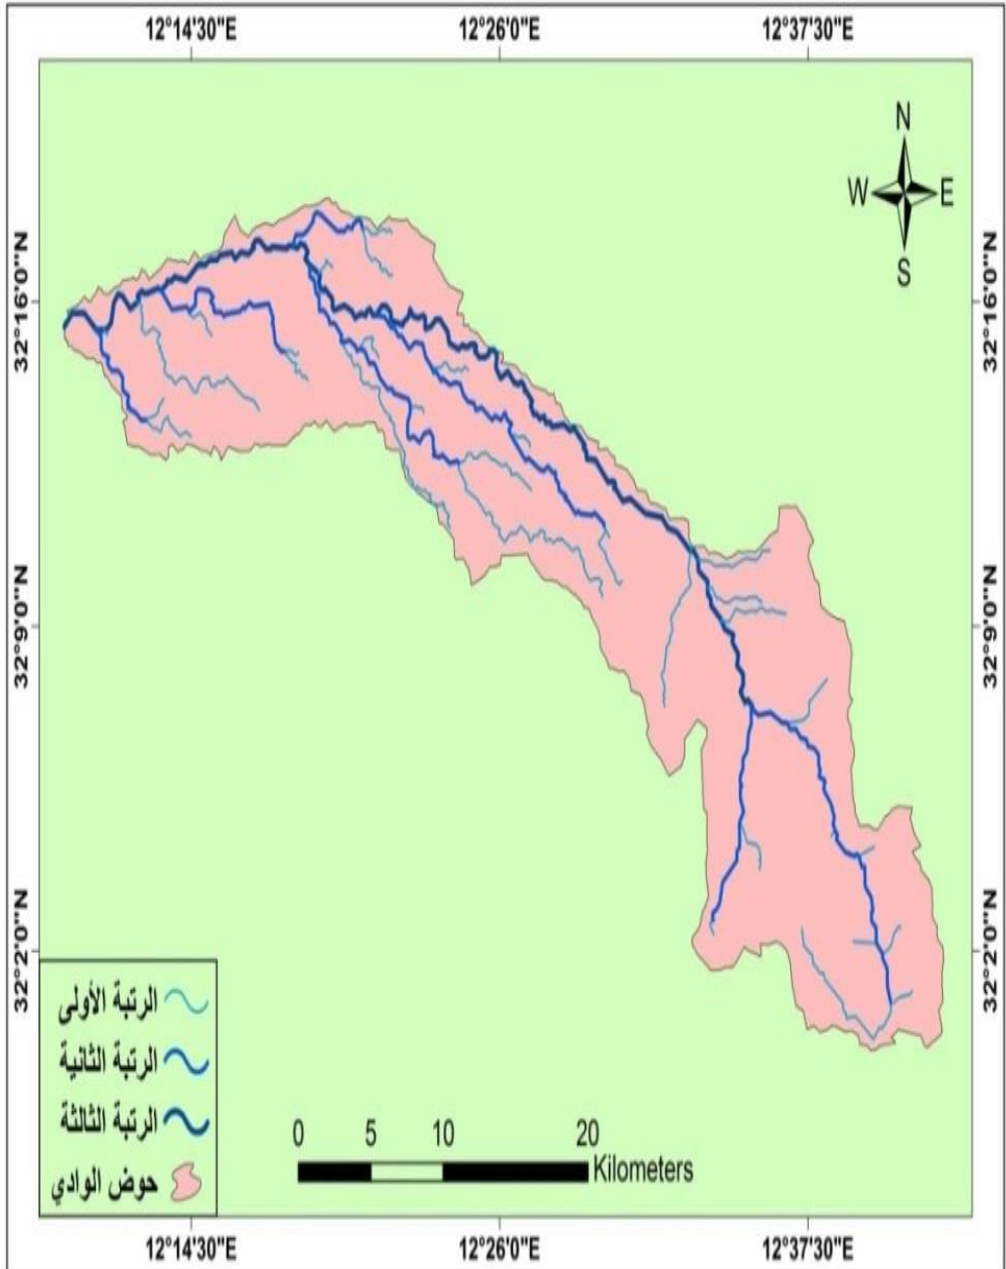 12°14'30"E 12°26'0"E 12°37'30"E
N
W E
S
32°16'0"N 32°16'0"N
32°9'0"N 32°9'0"N
32°2'0"N 32°2'0"N
الرتبة الأولى
الرتبة الثانية
الرتبة الثالثة
حوض الوادي
0 5 10 20
Kilometers
12°14'30"E 12°26'0"E 12°37'30"E